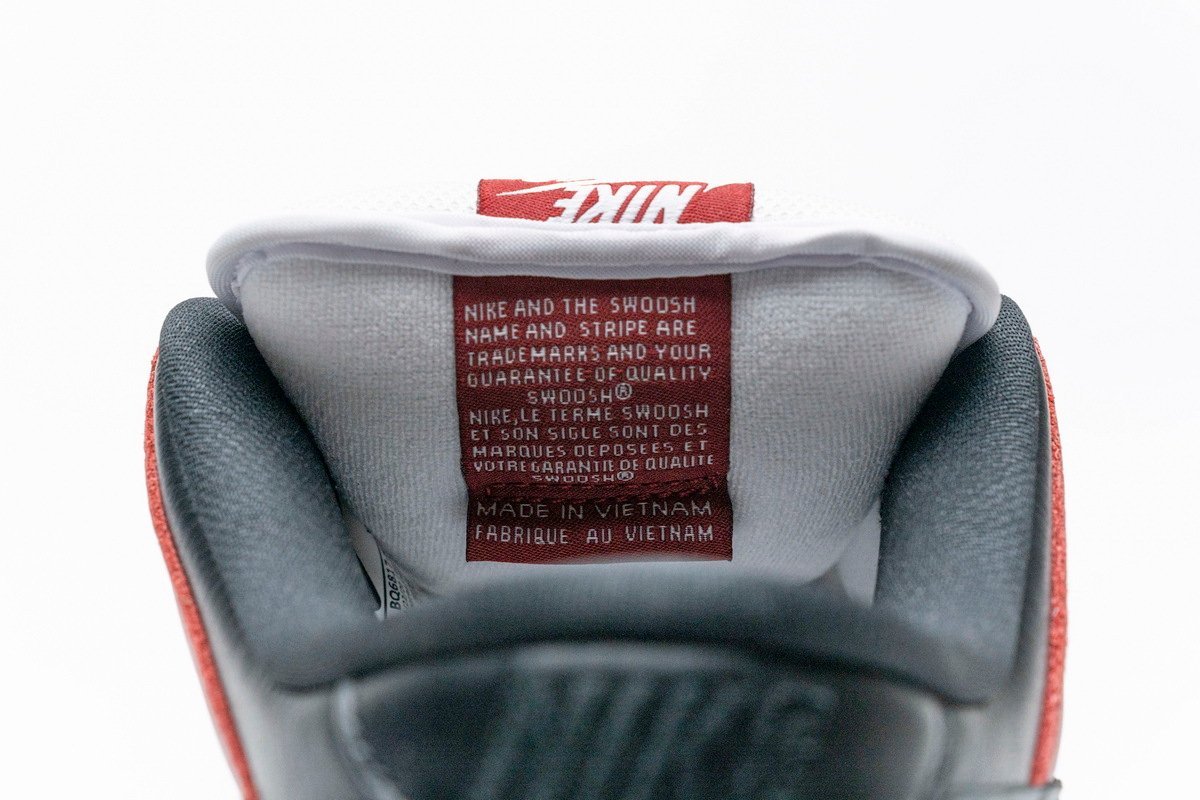 NIKE
NIKE AND THE SWOOSH
NAME AND STRIPE ARE
TRADEMARKS AND YOUR
GUARANTEE OF QUALITY
SWOOSH®
NIKE, LE TERME SWOOSH
ET SON SIGLE SONT DES
MARQUES DEPOSEES ET
VOTRE GARANTIE DE QUALITE
SWOOSH®
MADE IN VIETNAM
FABRIQUE AU VIETNAM